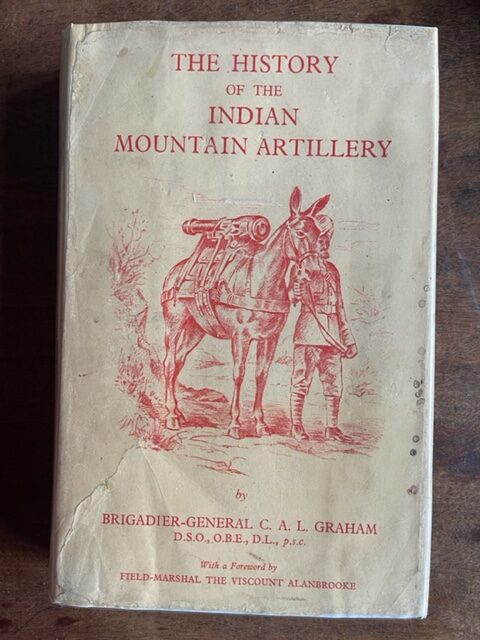 THE HISTORY
OF THE
INDIAN
MOUNTAIN ARTILLERY
by
BRIGADIER-GENERAL C. A. L. GRAHAM
D.S.O., O.B.E., D.L., p.s.c.
With a Foreword by
FIELD-MARSHAL THE VISCOUNT ALANBROOKE